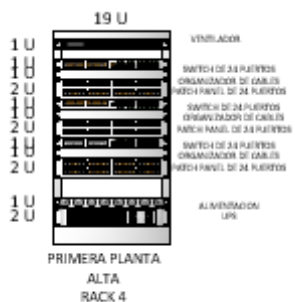 19 U
1 U
VENTILADOR
1 U
SWITCH DE 24 PUERTOS
1 U
ORGANIZADOR DE CABLES
2 U
PATCH PANEL DE 24 PUERTOS
1 U
SWITCH DE 24 PUERTOS
1 U
ORGANIZADOR DE CABLES
2 U
PATCH PANEL DE 24 PUERTOS
1 U
SWITCH DE 24 PUERTOS
1 U
ORGANIZADOR DE CABLES
2 U
PATCH PANEL DE 24 PUERTOS
1 U
ALIMENTACION
2 U
UPS
PRIMERA PLANTA
ALTA
RACK 4